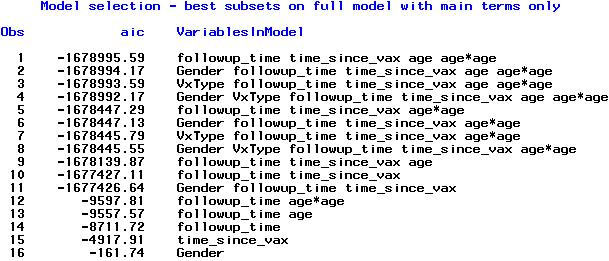 Model selection - best subsets on full model with main terms only
Obs aic VariablesInModel
1 -1678995.59 followup_time time_since_vax age age*age
2 -1678994.17 Gender followup_time time_since_vax age age*age
3 -1678993.59 VxType followup_time time_since_vax age age*age
4 -1678992.17 Gender VxType followup_time time_since_vax age age*age
5 -1678447.29 followup_time time_since_vax age*age
6 -1678447.13 Gender followup_time time_since_vax age*age
7 -1678445.79 VxType followup_time time_since_vax age*age
8 -1678445.55 Gender VxType followup_time time_since_vax age*age
9 -1678139.87 followup_time time_since_vax age
10 -1677427.11 followup_time time_since_vax
11 -1677426.64 Gender followup_time time_since_vax
12 -9597.81 followup_time age*age
13 -9557.57 followup_time age
14 -8711.72 followup_time
15 -4917.91 time_since_vax
16 -161.74 Gender